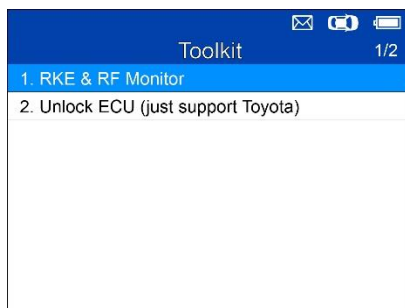 Toolkit 1/2
1. RKE & RF Monitor
2. Unlock ECU (just support Toyota)